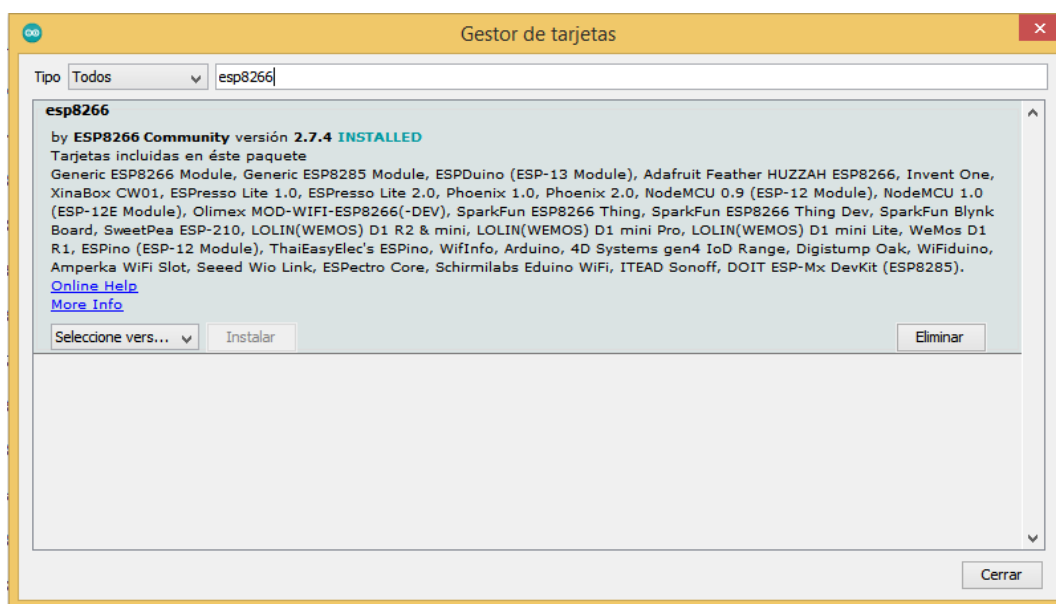 Gestor de tarjetas
Tipo Todos esp8266
esp8266
by ESP8266 Community versión 2.7.4 INSTALLED
Tarjetas incluidas en éste paquete
Generic ESP8266 Module, Generic ESP8285 Module, ESPDuino (ESP-13 Module), Adafruit Feather HUZZAH ESP8266, Invent One,
XinaBox CW01, ESPresso Lite 1.0, ESPresso Lite 2.0, Phoenix 1.0, Phoenix 2.0, NodeMCU 0.9 (ESP-12 Module), NodeMCU 1.0
(ESP-12E Module), Olimex MOD-WIFI-ESP8266(-DEV), SparkFun ESP8266 Thing, SparkFun ESP8266 Thing Dev, SparkFun Blynk
Board, SweetPea ESP-210, LOLIN(WEMOS) D1 R2 & mini, LOLIN(WEMOS) D1 mini Pro, LOLIN(WEMOS) D1 mini Lite, WeMos D1
R1, ESPino (ESP-12 Module), ThaiEasyElec's ESPino, WifInfo, Arduino, 4D Systems gen4 IoD Range, Digistump Oak, WiFiduino,
Amperka WiFi Slot, Seeed Wio Link, ESPectro Core, Schirmilabs Eduino WiFi, ITEAD Sonoff, DOIT ESP-Mx DevKit (ESP8285).
Online Help
More Info
Seleccione vers... Instalar Eliminar
Cerrar